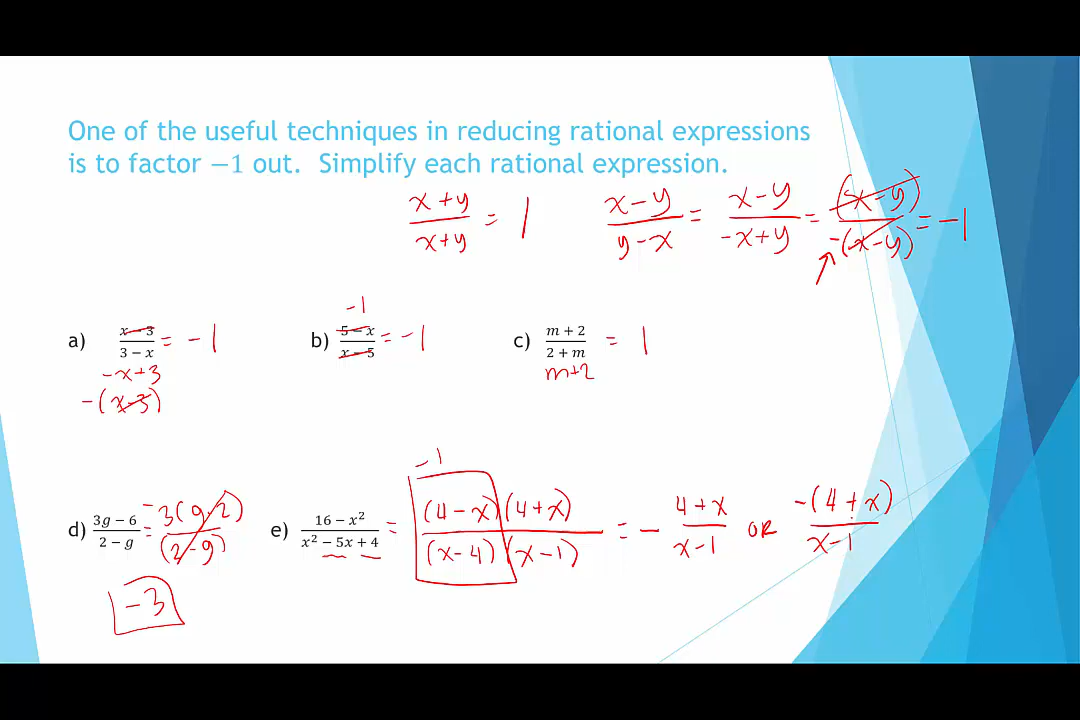 One of the useful techniques in reducing rational expressions
is to factor −1 out. Simplify each rational expression.
x+y/x+y = 1
x−y/y−x = x−y/−x+y = (x−y)/−(x−y) = −1
a) x−3/3−x = −1
−x+3
−(x−3)
−1
b) 5−x/x−5 = −1
c) m+2/2+m = 1
m+2
d) 3g−6/2−g = −3(g−2)/(2−g)
−3
−1
e) 16−x²/x²−5x+4 = (4−x)(4+x)/(x−4)(x−1) = − 4+x/x−1 OR −(4+x)/x−1